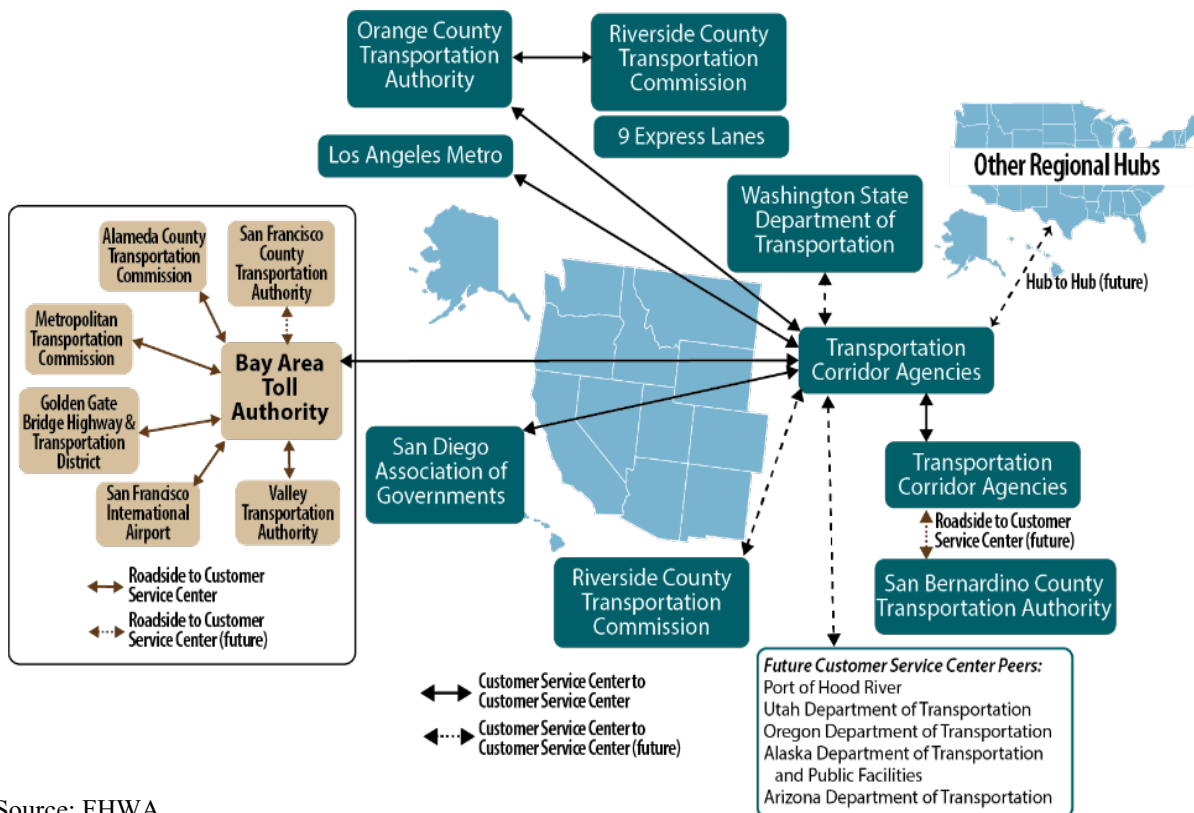 Orange County
Transportation
Authority
Riverside County
Transportation
Commission
9 Express Lanes
Los Angeles Metro
Washington State
Department of
Transportation
Other Regional Hubs
Hub to Hub (future)
Alameda County
Transportation
Commission
San Francisco
County
Transportation
Authority
Metropolitan
Transportation
Commission
Bay Area
Toll
Authority
Golden Gate
Bridge Highway &
Transportation
District
San Francisco
International
Airport
Valley
Transportation
Authority
Roadside to Customer
Service Center
Roadside to Customer
Service Center (future)
Transportation
Corridor Agencies
San Diego
Association of
Governments
Transportation
Corridor Agencies
Roadside to Customer
Service Center (future)
San Bernardino County
Transportation Authority
Riverside County
Transportation
Commission
Customer Service Center to
Customer Service Center
Customer Service Center to
Customer Service Center (future)
Future Customer Service Center Peers:
Port of Hood River
Utah Department of Transportation
Oregon Department of Transportation
Alaska Department of Transportation
and Public Facilities
Arizona Department of Transportation
Source: FHWA